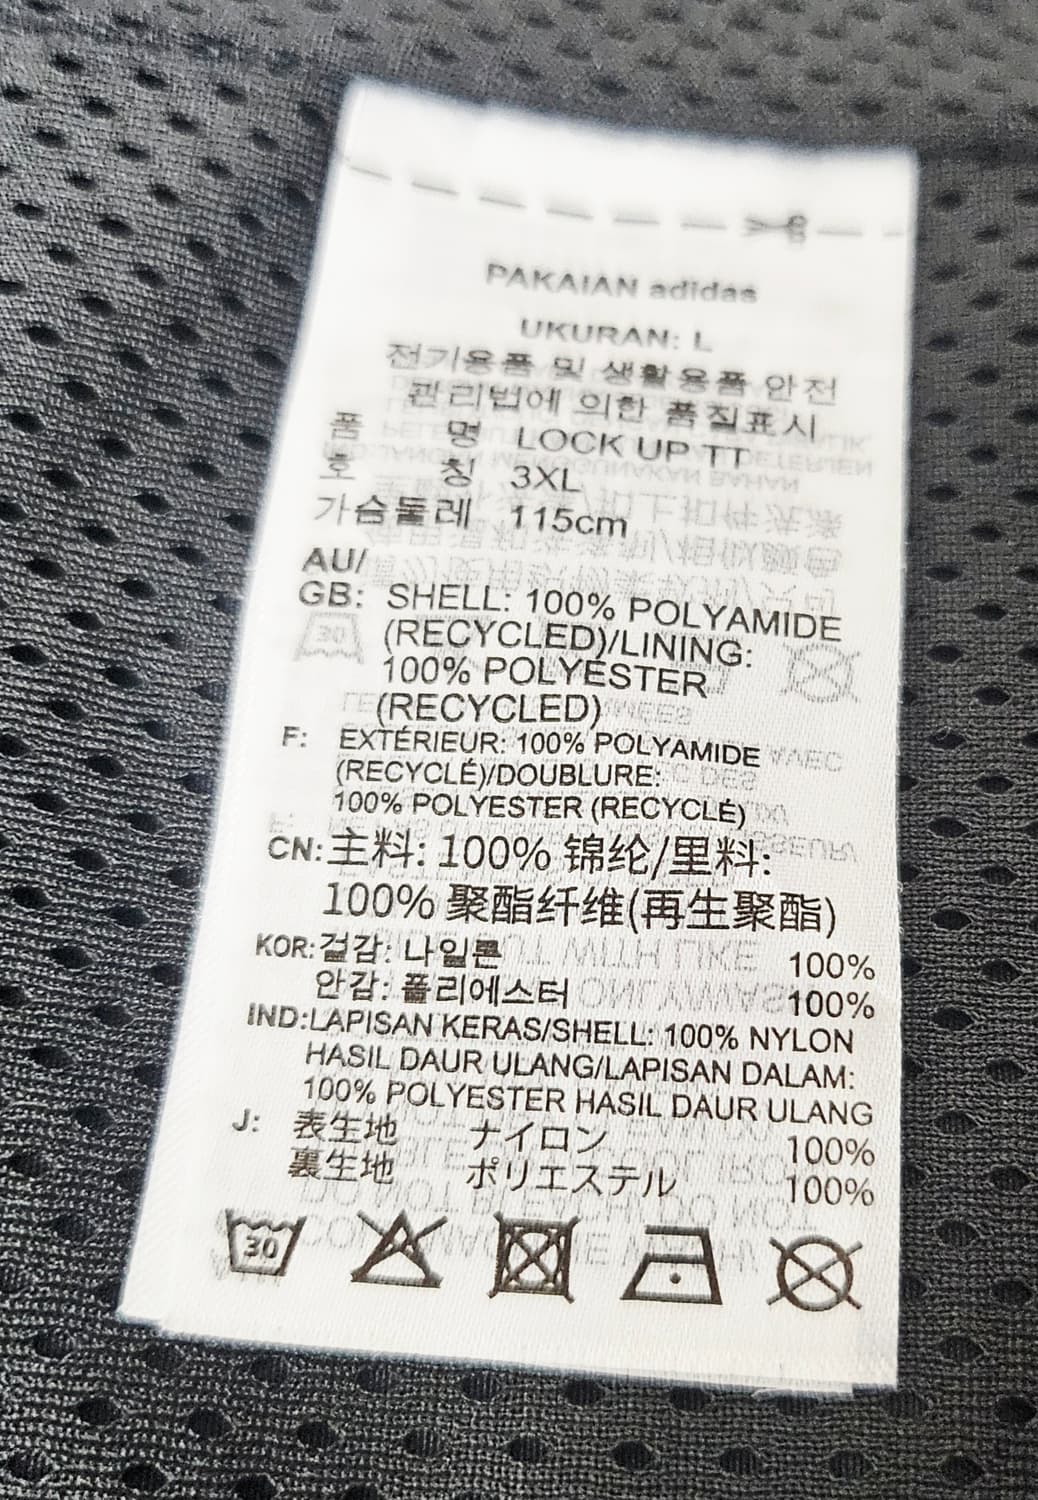 PAKAIAN adidas
UKURAN: L
전기용품 및 생활용품 안전
관리법에 의한 품질표시
품 명 LOCK UP TT
호 칭 3XL
가슴둘레 115cm
AU/
GB: SHELL: 100% POLYAMIDE
(RECYCLED)/LINING:
100% POLYESTER
(RECYCLED)
F: EXTÉRIEUR: 100% POLYAMIDE
(RECYCLÉ)/DOUBLURE:
100% POLYESTER (RECYCLÉ)
CN: 主料: 100% 锦纶/里料:
100% 聚酯纤维(再生聚酯)
KOR: 겉감: 나일론 100%
안감: 폴리에스터 100%
IND: LAPISAN KERAS/SHELL: 100% NYLON
HASIL DAUR ULANG/LAPISAN DALAM:
100% POLYESTER HASIL DAUR ULANG
J: 表生地 ナイロン 100%
裏生地 ポリエステル 100%
30